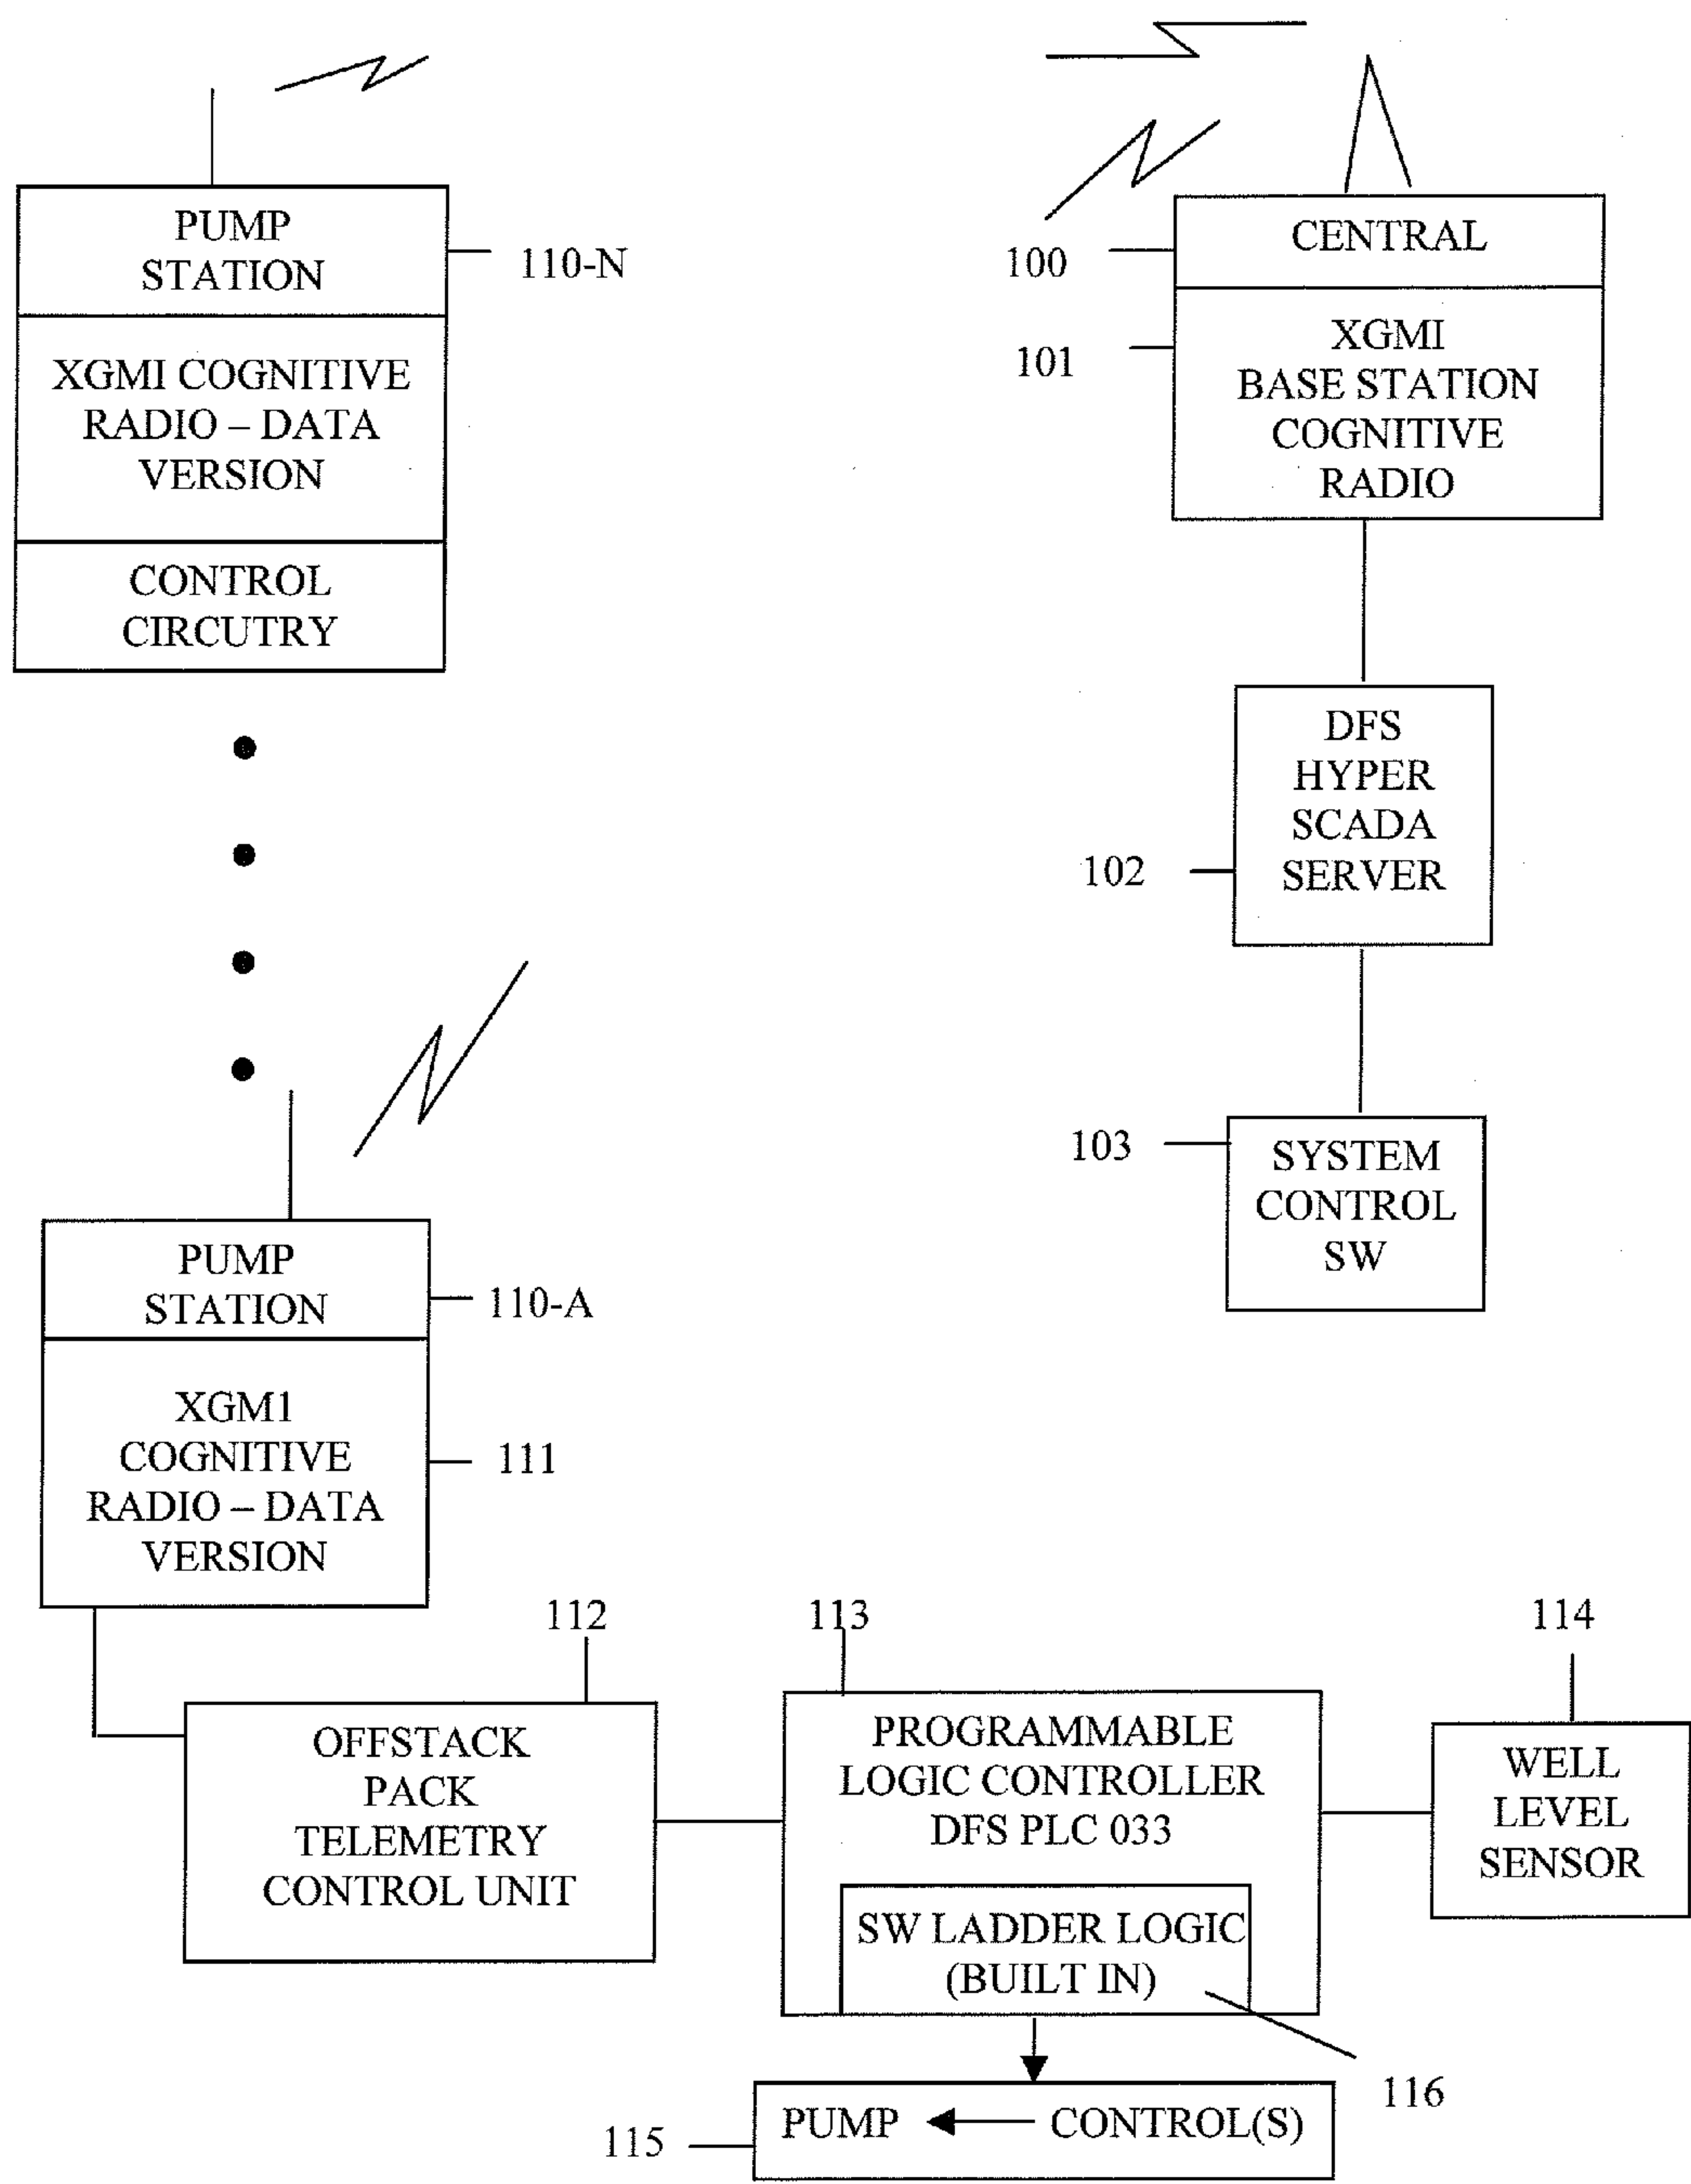 PUMP
STATION
110-N
XGMI COGNITIVE
RADIO – DATA
VERSION
CONTROL
CIRCUTRY
100
CENTRAL
101
XGMI
BASE STATION
COGNITIVE
RADIO
DFS
HYPER
SCADA
SERVER
102
103
SYSTEM
CONTROL
SW
PUMP
STATION
110-A
XGM1
COGNITIVE
RADIO – DATA
VERSION
111
112
OFFSTACK
PACK
TELEMETRY
CONTROL UNIT
113
PROGRAMMABLE
LOGIC CONTROLLER
DFS PLC 033
SW LADDER LOGIC
(BUILT IN)
114
WELL
LEVEL
SENSOR
116
115
PUMP
CONTROL(S)